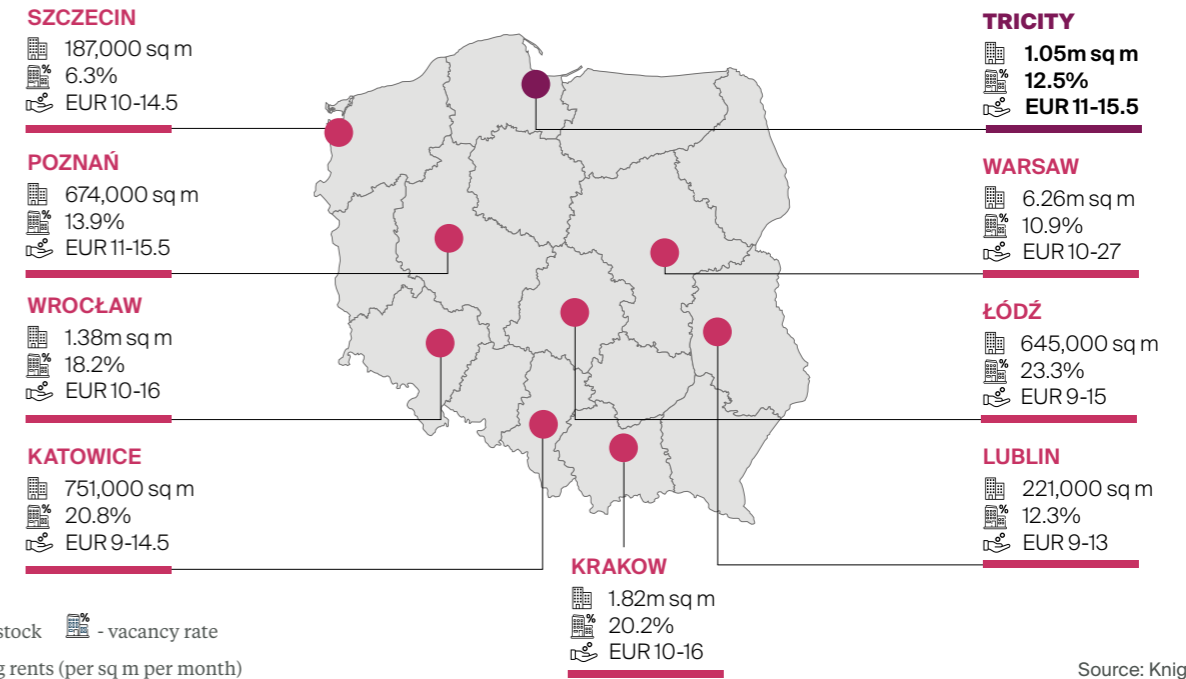 SZCZECIN
187,000 sq m
6.3%
EUR 10-14.5
POZNAŃ
674,000 sq m
13.9%
EUR 11-15.5
WROCŁAW
1.38m sq m
18.2%
EUR 10-16
KATOWICE
751,000 sq m
20.8%
EUR 9-14.5
TRICITY
1.05m sq m
12.5%
EUR 11-15.5
WARSAW
6.26m sq m
10.9%
EUR 10-27
ŁÓDŹ
645,000 sq m
23.3%
EUR 9-15
LUBLIN
221,000 sq m
12.3%
EUR 9-13
KRAKOW
1.82m sq m
20.2%
EUR 10-16
stock % - vacancy rate
rents (per sq m per month)
Source: